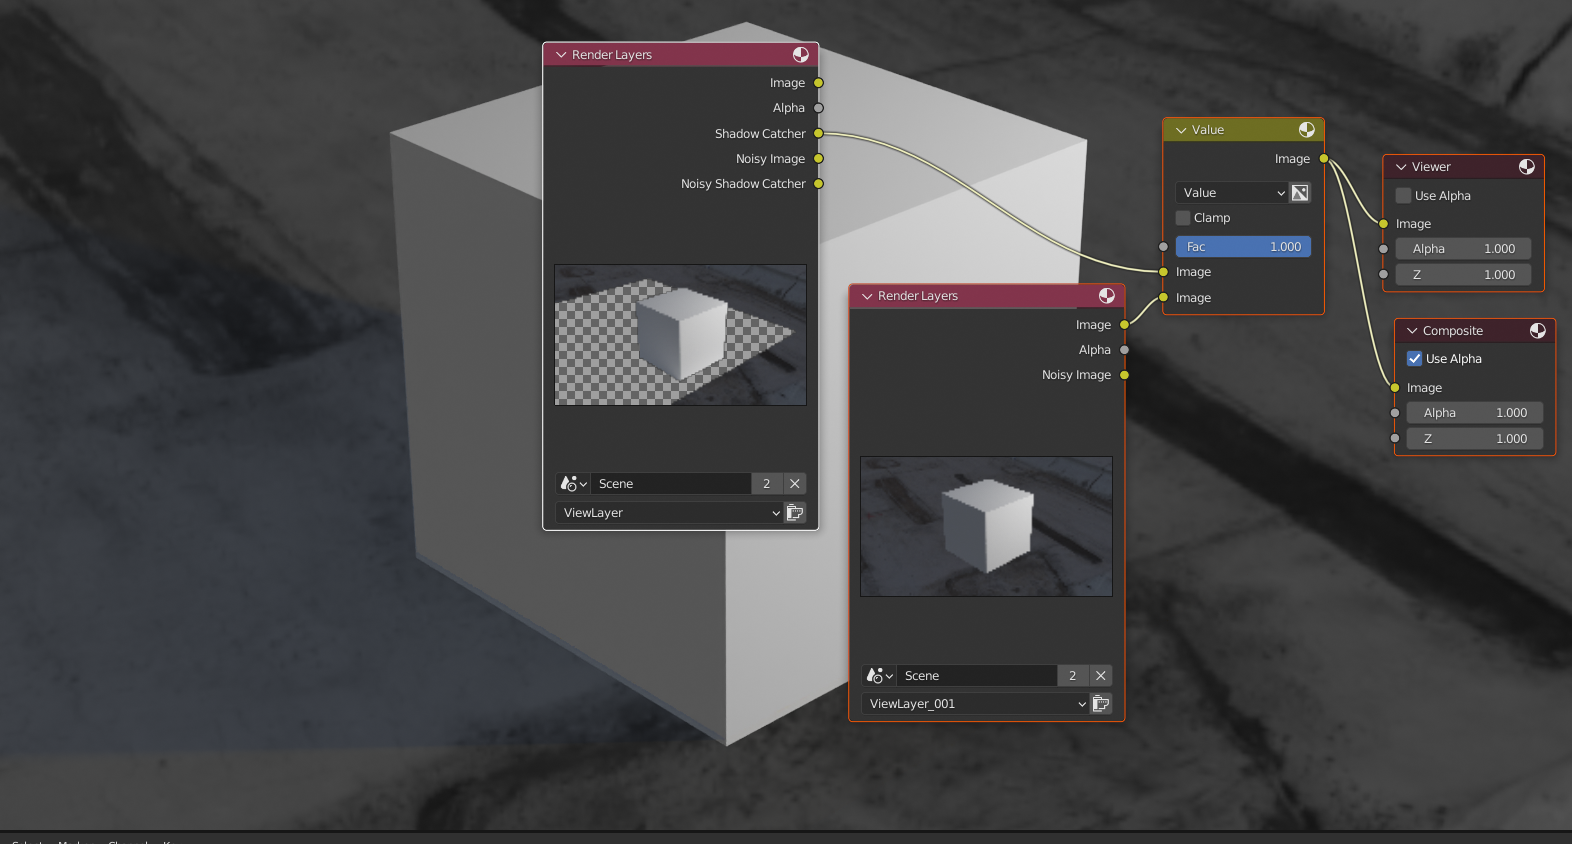 Render Layers
Image
Alpha
Shadow Catcher
Noisy Image
Noisy Shadow Catcher
Scene
2
ViewLayer
Render Layers
Image
Alpha
Noisy Image
Scene
2
ViewLayer_001
Value
Image
Value
Clamp
Fac 1.000
Image
Image
Viewer
Use Alpha
Image
Alpha 1.000
Z 1.000
Composite
Use Alpha
Image
Alpha 1.000
Z 1.000